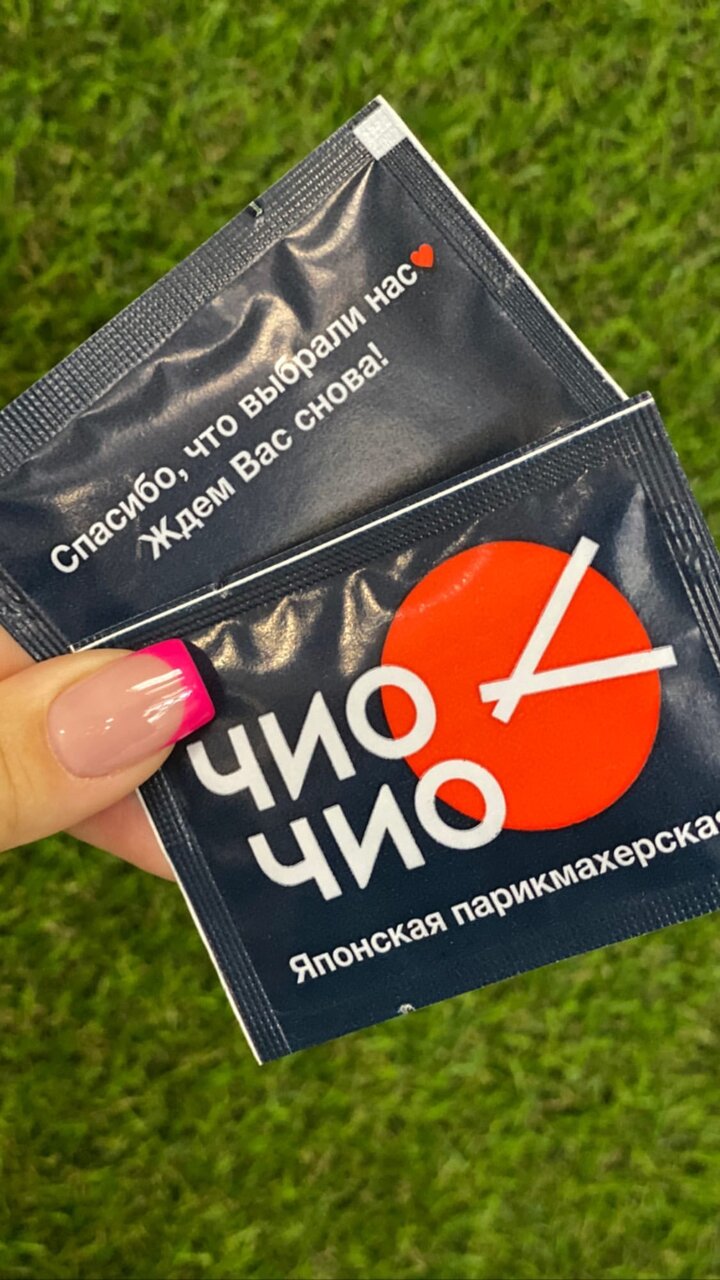 Спасибо, что выбрали нас❤
Ждем Вас снова!
ЧИО
ЧИО
Японская парикмахерская